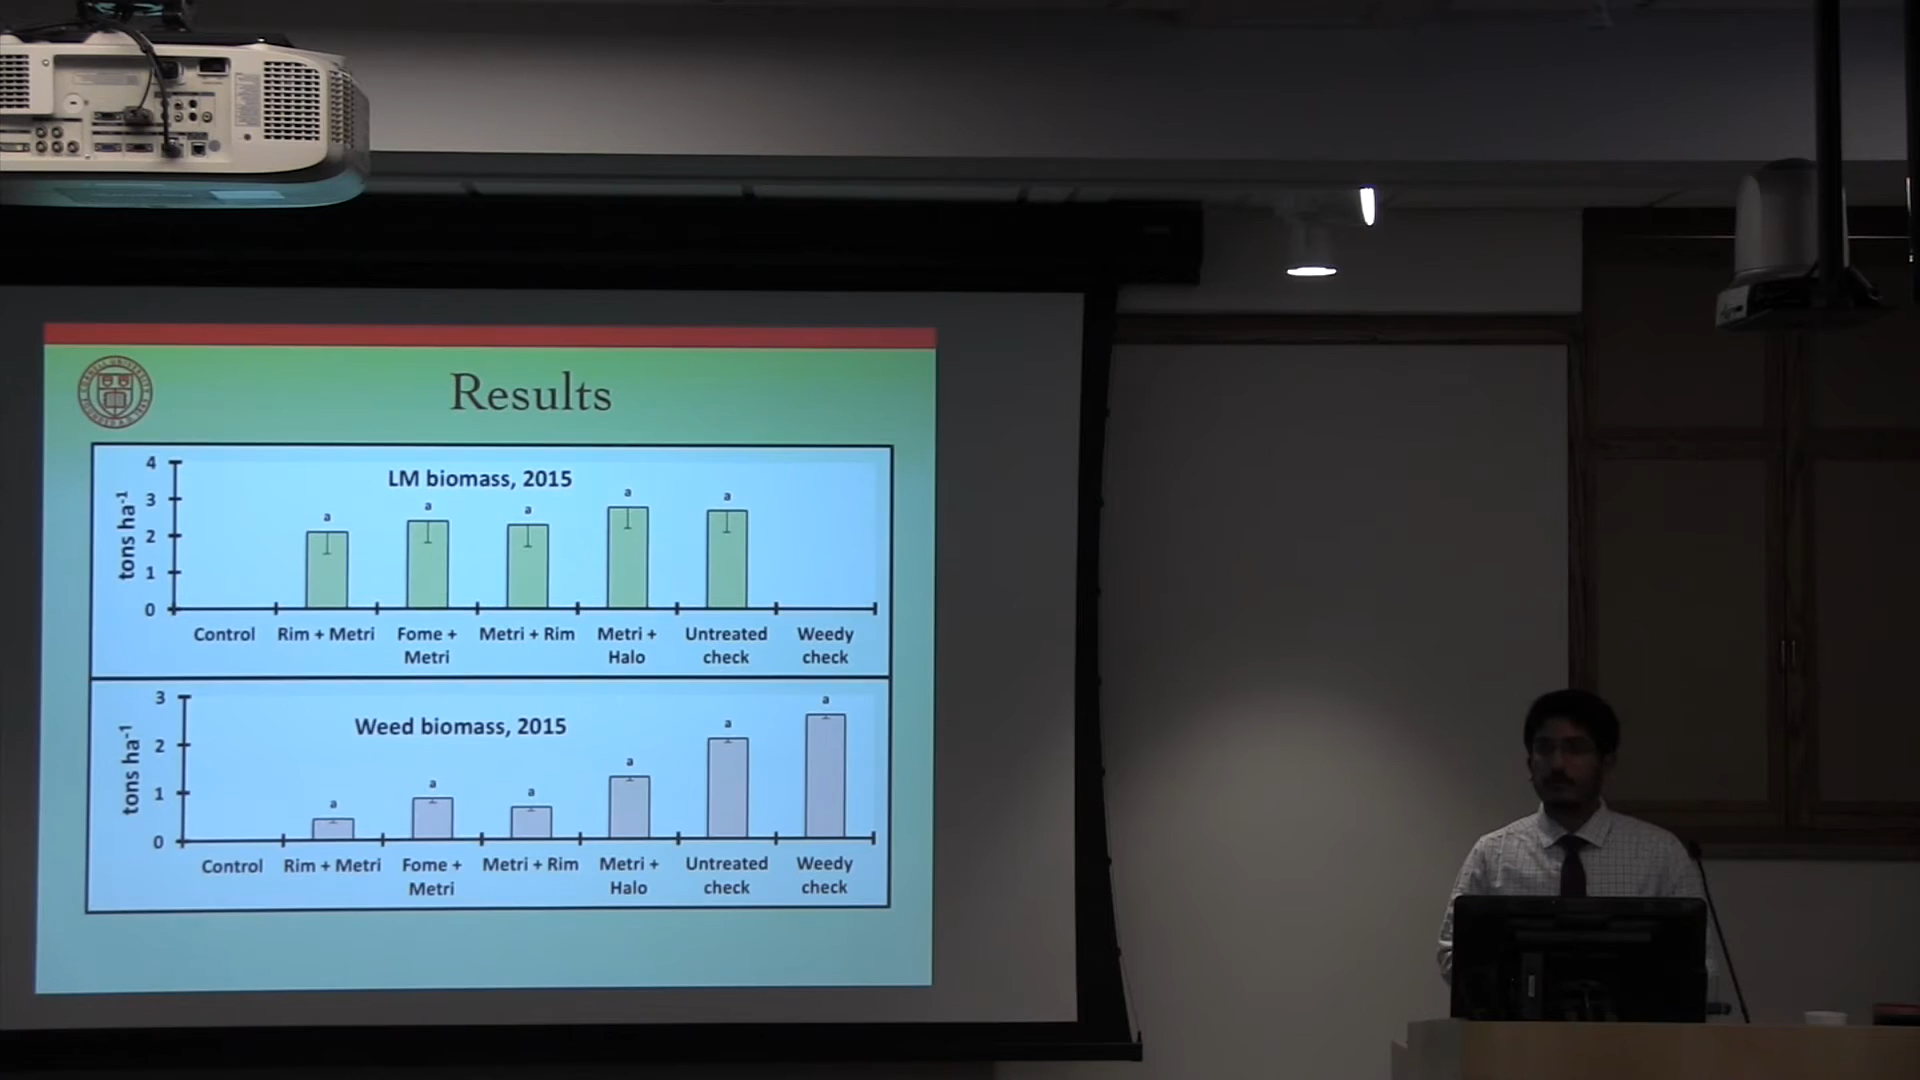 Results
LM biomass, 2015
tons ha-1
4
3
2
1
0
a
a
a
a
a
Control
Rim + Metri
Fome +
Metri
Metri + Rim
Metri +
Halo
Untreated
check
Weedy
check
Weed biomass, 2015
tons ha-1
3
2
1
0
a
a
a
a
a
a
Control
Rim + Metri
Fome +
Metri
Metri + Rim
Metri +
Halo
Untreated
check
Weedy
check